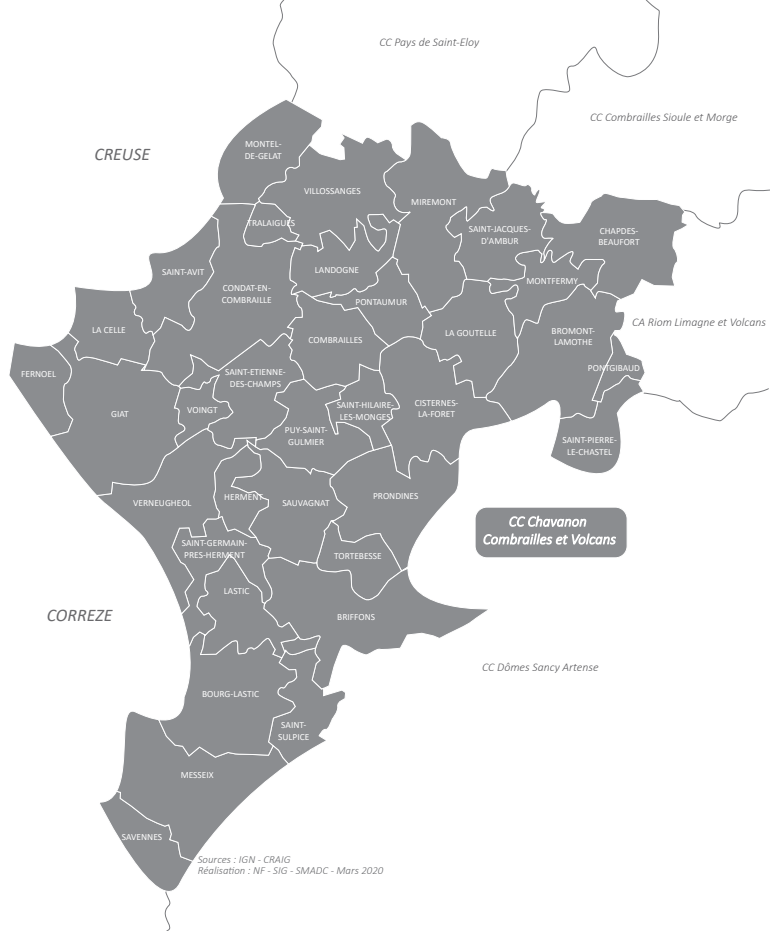 CC Pays de Saint-Eloy
CC Combrailles Sioule et Morge
CREUSE
MONTEL-
DE-GELAT
VILLOSSANGES
MIREMONT
TRALAIGUES
SAINT-JACQUES-
D'AMBUR
CHAPDES-
BEAUFORT
SAINT-AVIT
LANDOGNE
CONDAT-EN-
COMBRAILLE
MONTFERMY
PONTAUMUR
CA Riom Limagne et Volcans
LA CELLE
COMBRAILLES
LA GOUTELLE
BROMONT-
LAMOTHE
FERNOEL
SAINT-ETIENNE-
DES-CHAMPS
PONTGIBAUD
GIAT
VOINGT
SAINT-HILAIRE-
LES-MONGES
CISTERNES-
LA-FORET
PUY-SAINT-
GULMIER
SAINT-PIERRE-
LE-CHASTEL
VERNEUGHEOL
HERMENT
SAUVAGNAT
PRONDINES
CC Chavanon
Combrailles et Volcans
SAINT-GERMAIN-
PRES-HERMENT
TORTEBESSE
LASTIC
CORREZE
BRIFFONS
CC Dômes Sancy Artense
BOURG-LASTIC
SAINT-
SULPICE
MESSEIX
SAVENNES
Sources : IGN - CRAIG
Réalisation : NF - SIG - SMADC - Mars 2020